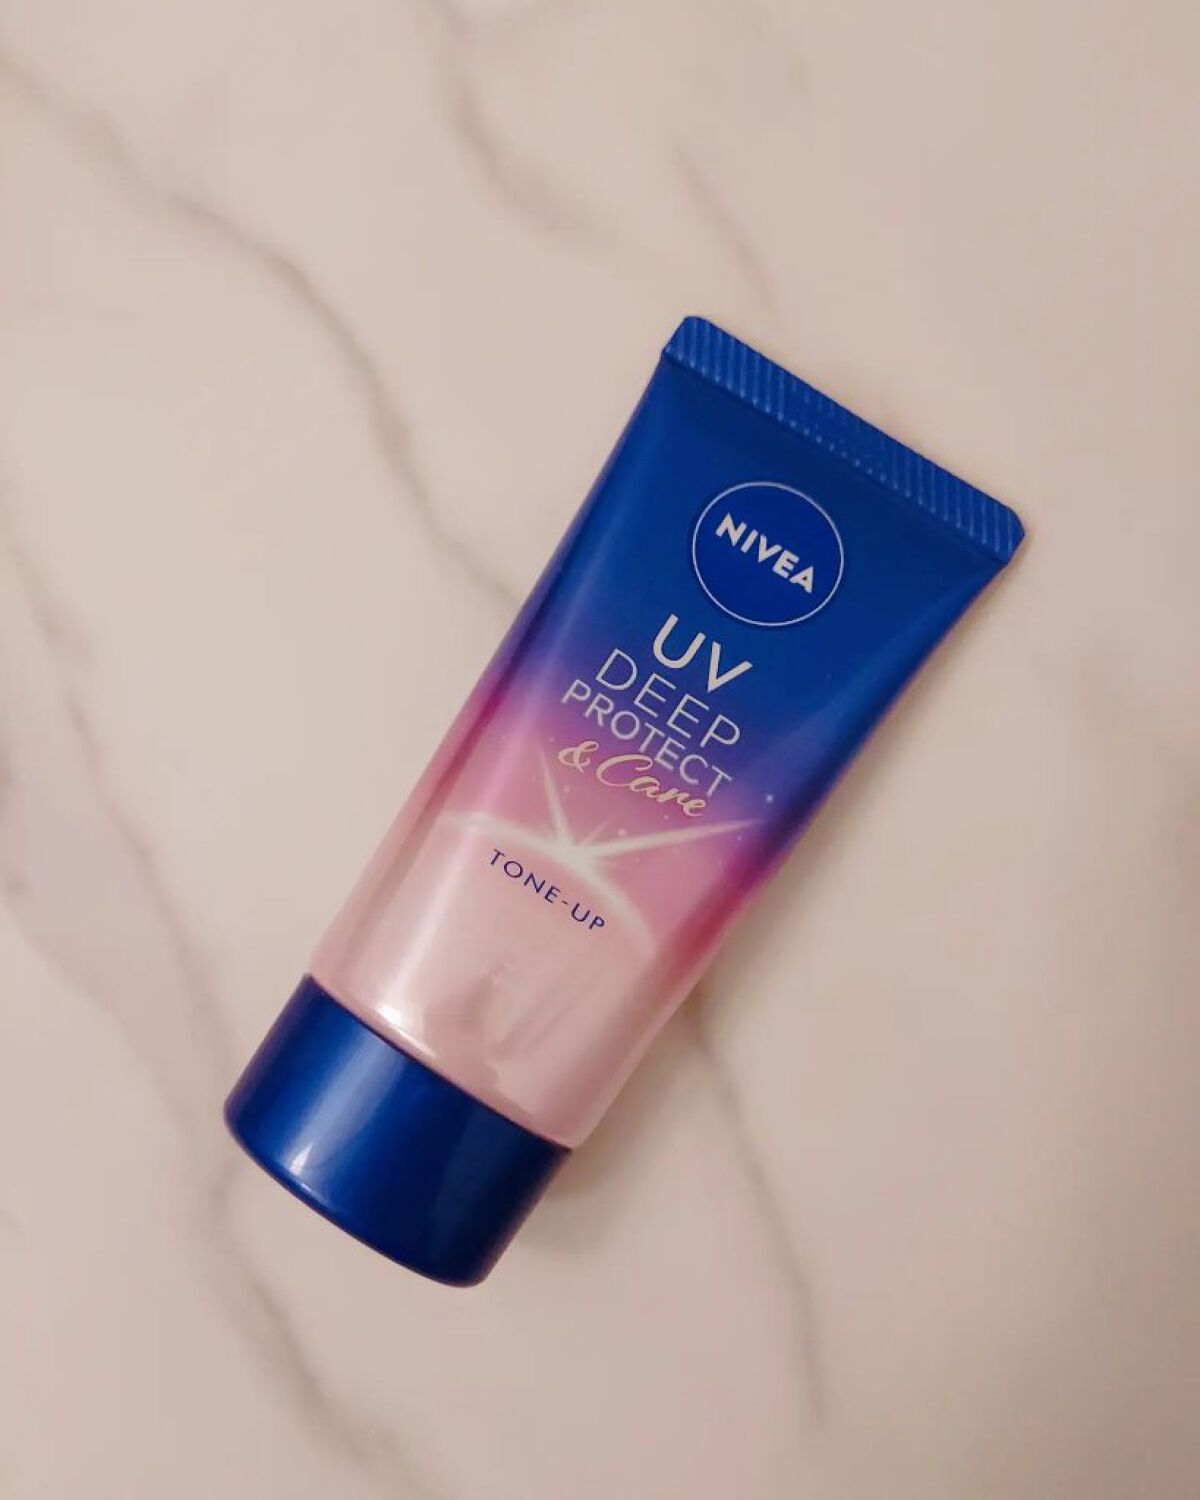 NIVEA
UV
DEEP
PROTECT
& Care
TONE-UP